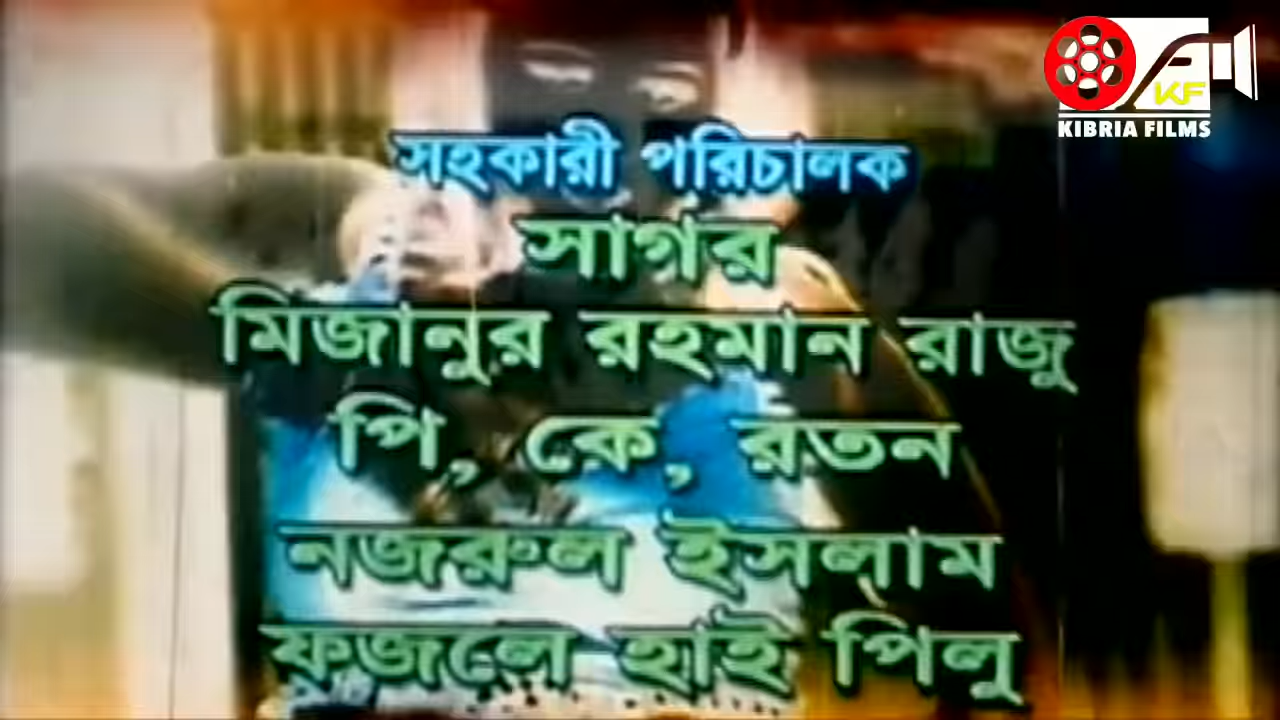 KF
KIBRIA FILMS
সহকারী পরিচালক
সাগর
মিজানুর রহমান রাজু
পি, কে, রতন
নজরুল ইসলাম
ফজলে হাই পিলু